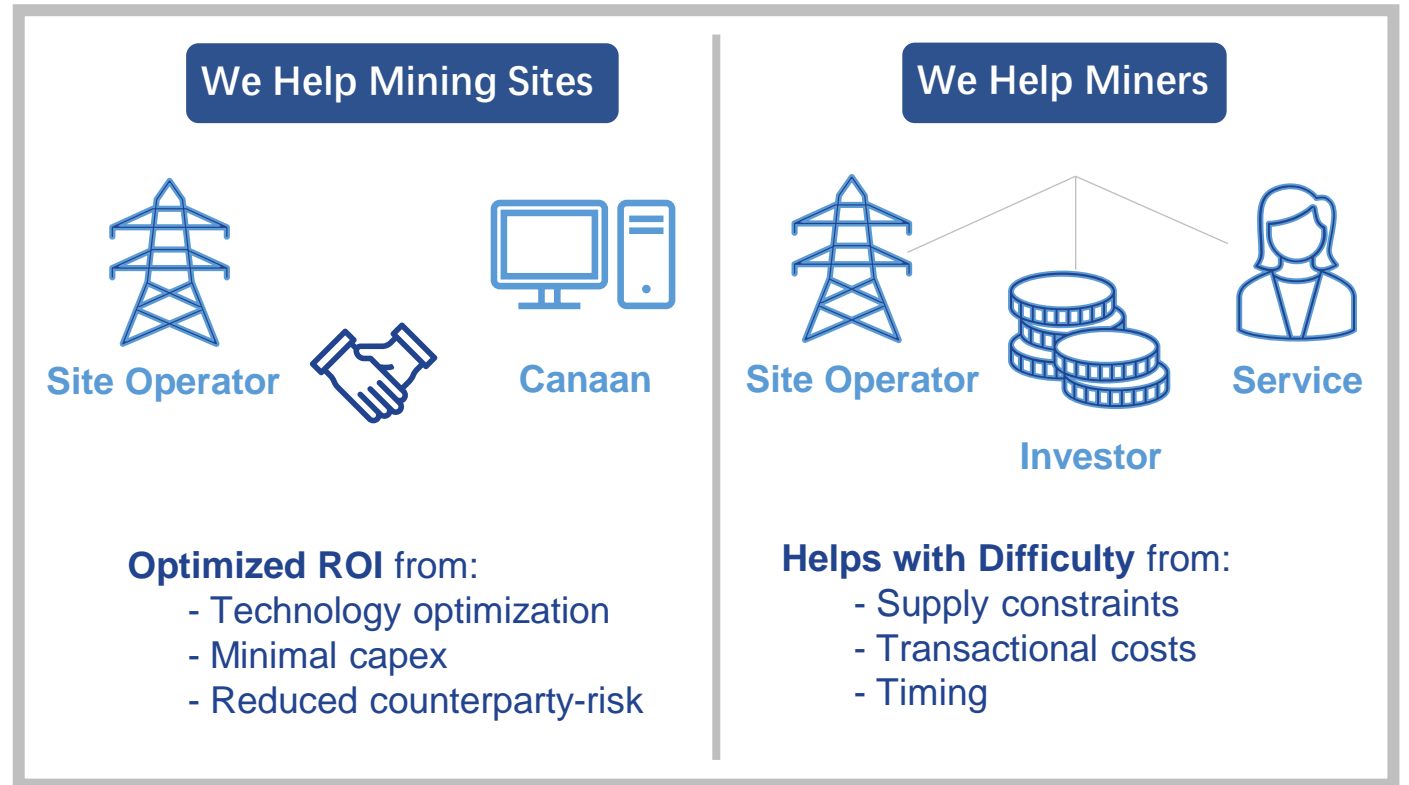 We Help Mining Sites
Site Operator
Canaan
Optimized ROI from:
- Technology optimization
- Minimal capex
- Reduced counterparty-risk
We Help Miners
Site Operator
Investor
Service
Helps with Difficulty from:
- Supply constraints
- Transactional costs
- Timing